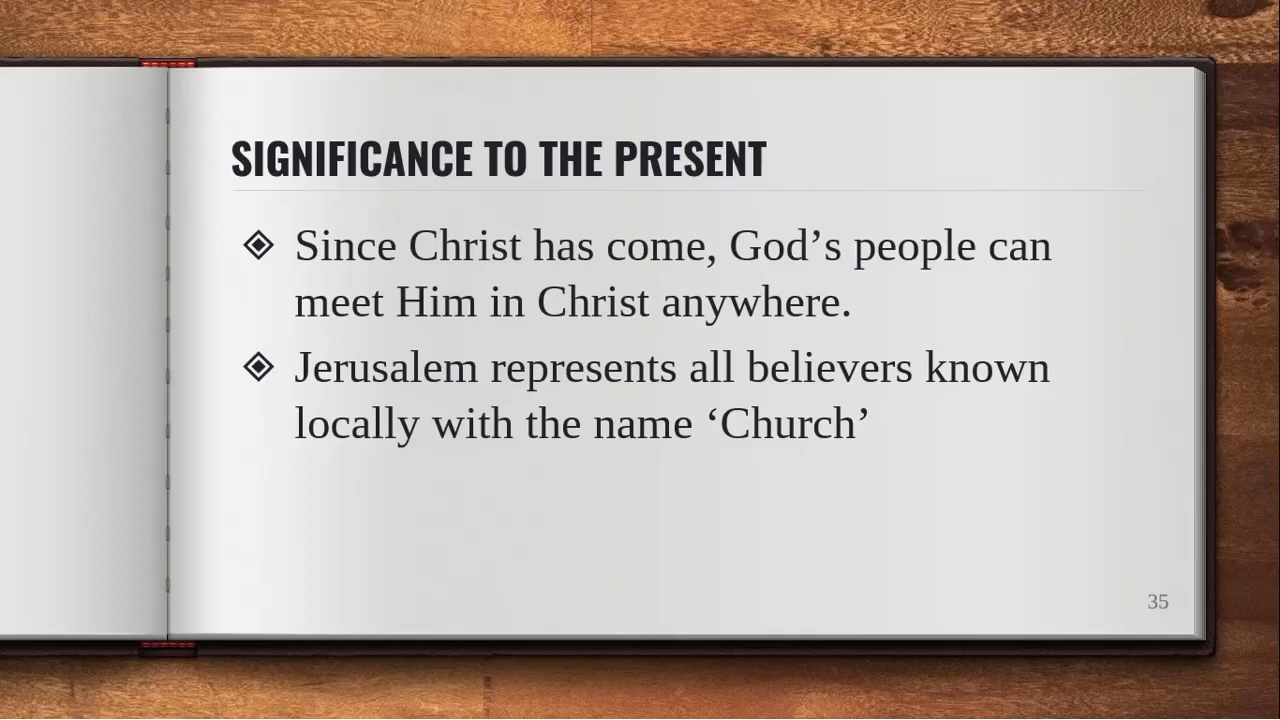 SIGNIFICANCE TO THE PRESENT
Since Christ has come, God’s people can
meet Him in Christ anywhere.
Jerusalem represents all believers known
locally with the name ‘Church’
35